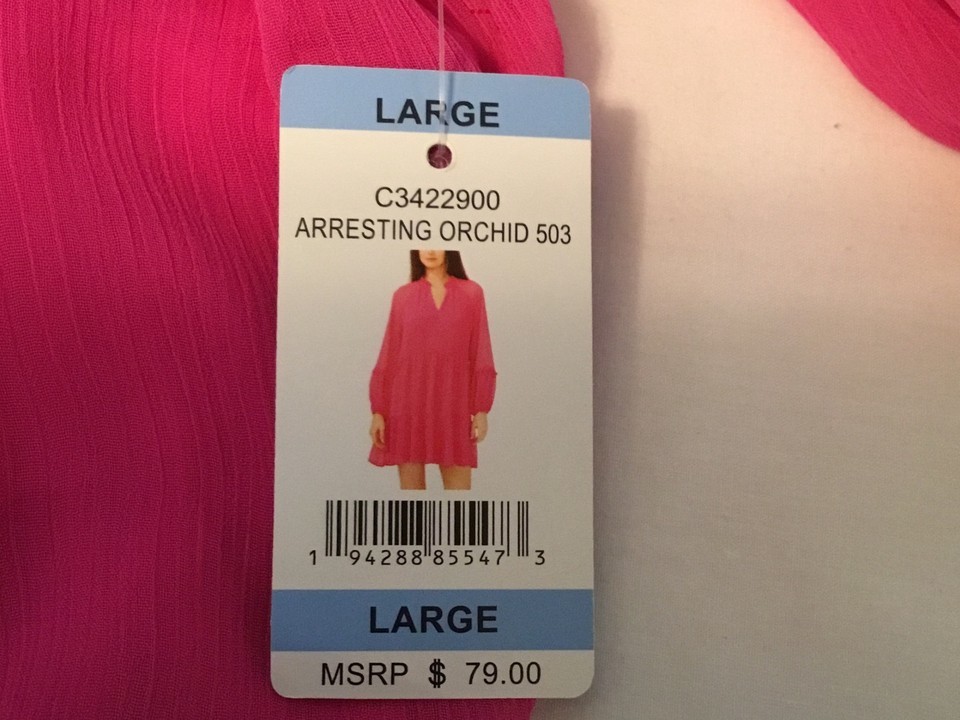 LARGE
C3422900
ARRESTING ORCHID 503
1 94288 85547 3
LARGE
MSRP $ 79.00